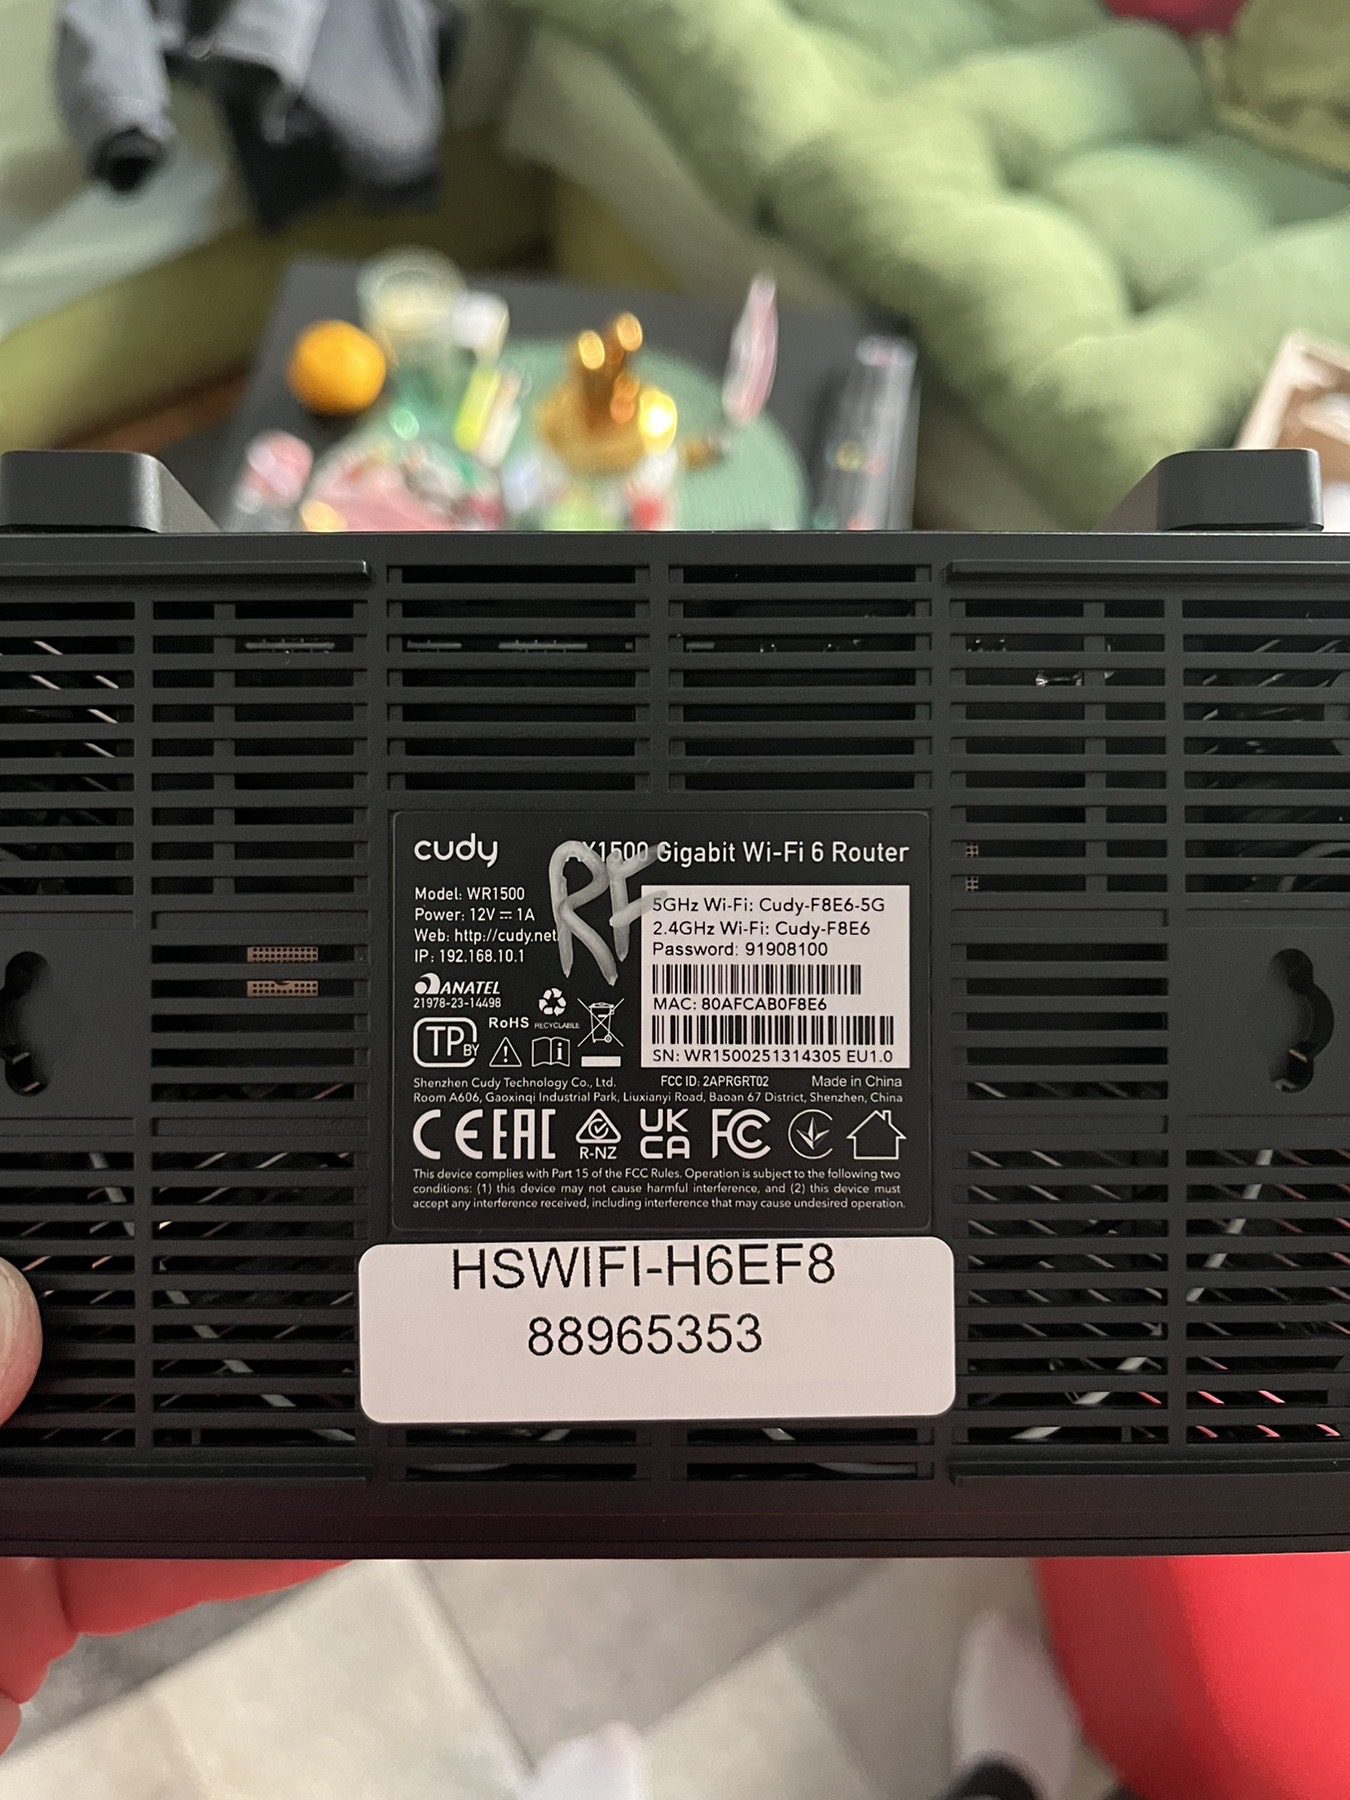 cudy
AX1500 Gigabit Wi-Fi 6 Router
RF
Model: WR1500
Power: 12V ⎓ 1A
Web: http://cudy.net/
IP: 192.168.10.1
5GHz Wi-Fi: Cudy-F8E6-5G
2.4GHz Wi-Fi: Cudy-F8E6
Password: 91908100
MAC: 80AFCAB0F8E6
SN: WR1500251314305 EU1.0
ANATEL
21978-23-14498
RoHS
RECYCLABLE
TP BY
Shenzhen Cudy Technology Co., Ltd.
FCC ID: 2APRGRT02
Made in China
Room A606, Gaoxinqi Industrial Park, Liuxianyi Road, Baoan 67 District, Shenzhen, China
CE EAC R-NZ UK CA FC
This device complies with Part 15 of the FCC Rules. Operation is subject to the following two
conditions: (1) this device may not cause harmful interference, and (2) this device must
accept any interference received, including interference that may cause undesired operation.
HSWIFI-H6EF8
88965353